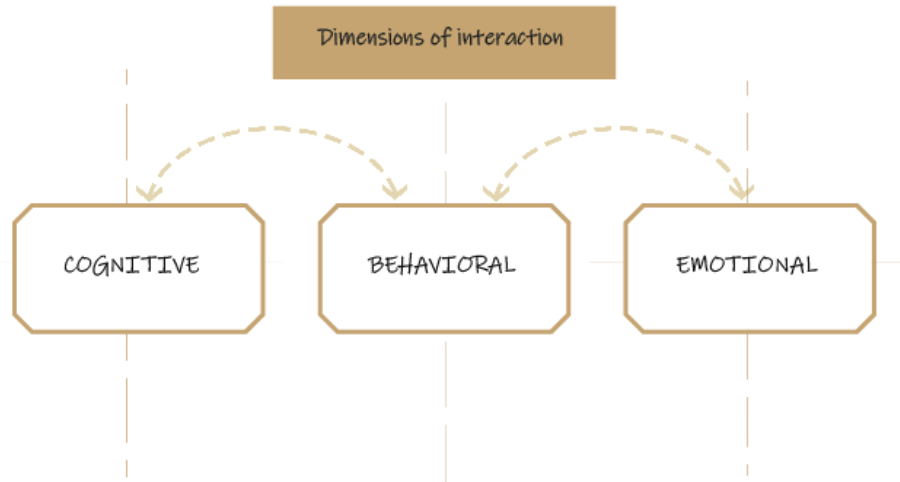 Dimensions of interaction
COGNITIVE
BEHAVIORAL
EMOTIONAL